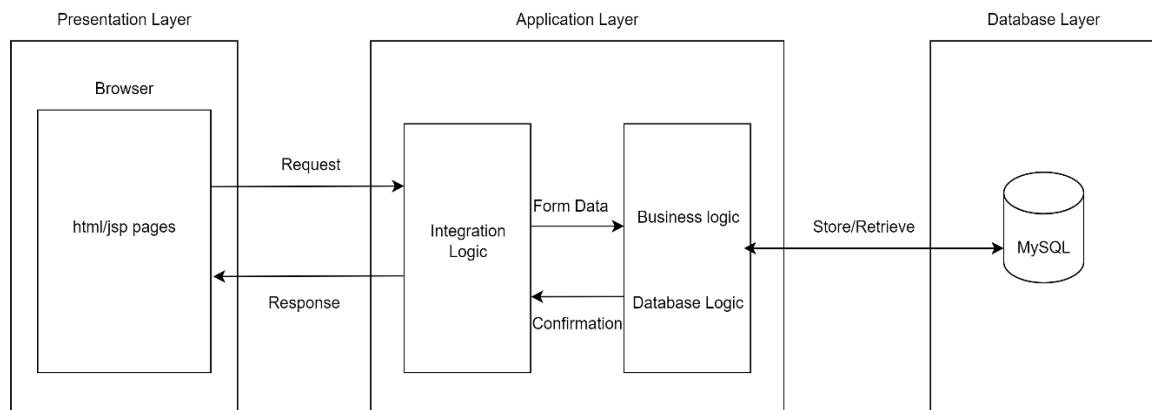 Presentation Layer
Application Layer
Database Layer
Browser
html/jsp pages
Request
Response
Integration
Logic
Form Data
Confirmation
Business logic
Database Logic
Store/Retrieve
MySQL